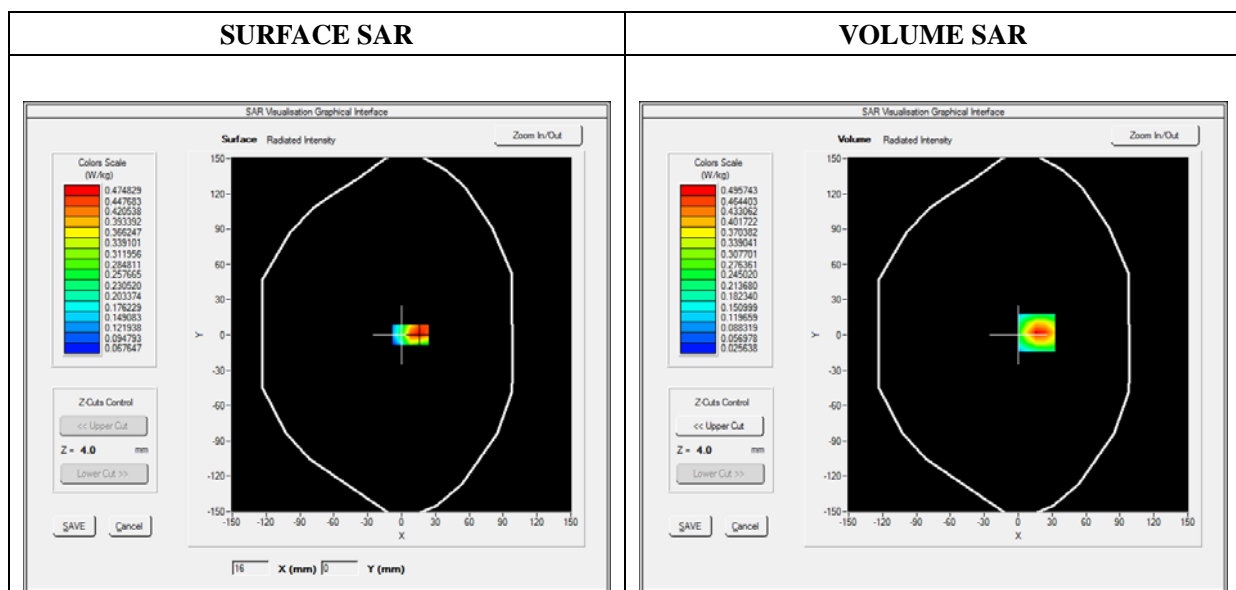 SURFACE SAR
VOLUME SAR
SAR Visualisation Graphical Interface
Surface Radiated Intensity
Zoom In/Out
Colors Scale
(W/kg)
0.474829
0.447683
0.420538
0.393392
0.366247
0.339101
0.311956
0.284811
0.257665
0.230520
0.203374
0.176229
0.149083
0.121938
0.094793
0.067647
150
120
90
60
30
0
-30
-60
-90
-120
-150
Y
-150 -120 -90 -60 -30 0 30 60 90 120 150
X
Z-Cuts Control
<< Upper Cut
Z = 4.0 mm
Lower Cut >>
SAVE Cancel
16 X (mm) 0 Y (mm)
SAR Visualisation Graphical Interface
Volume Radiated Intensity
Zoom In/Out
Colors Scale
(W/kg)
0.495743
0.464403
0.433062
0.401722
0.370382
0.339041
0.307701
0.276361
0.245020
0.213680
0.182340
0.150999
0.119659
0.088319
0.056978
0.025638
150
120
90
60
30
0
-30
-60
-90
-120
-150
Y
-150 -120 -90 -60 -30 0 30 60 90 120 150
X
Z-Cuts Control
<< Upper Cut
Z = 4.0 mm
Lower Cut >>
SAVE Cancel